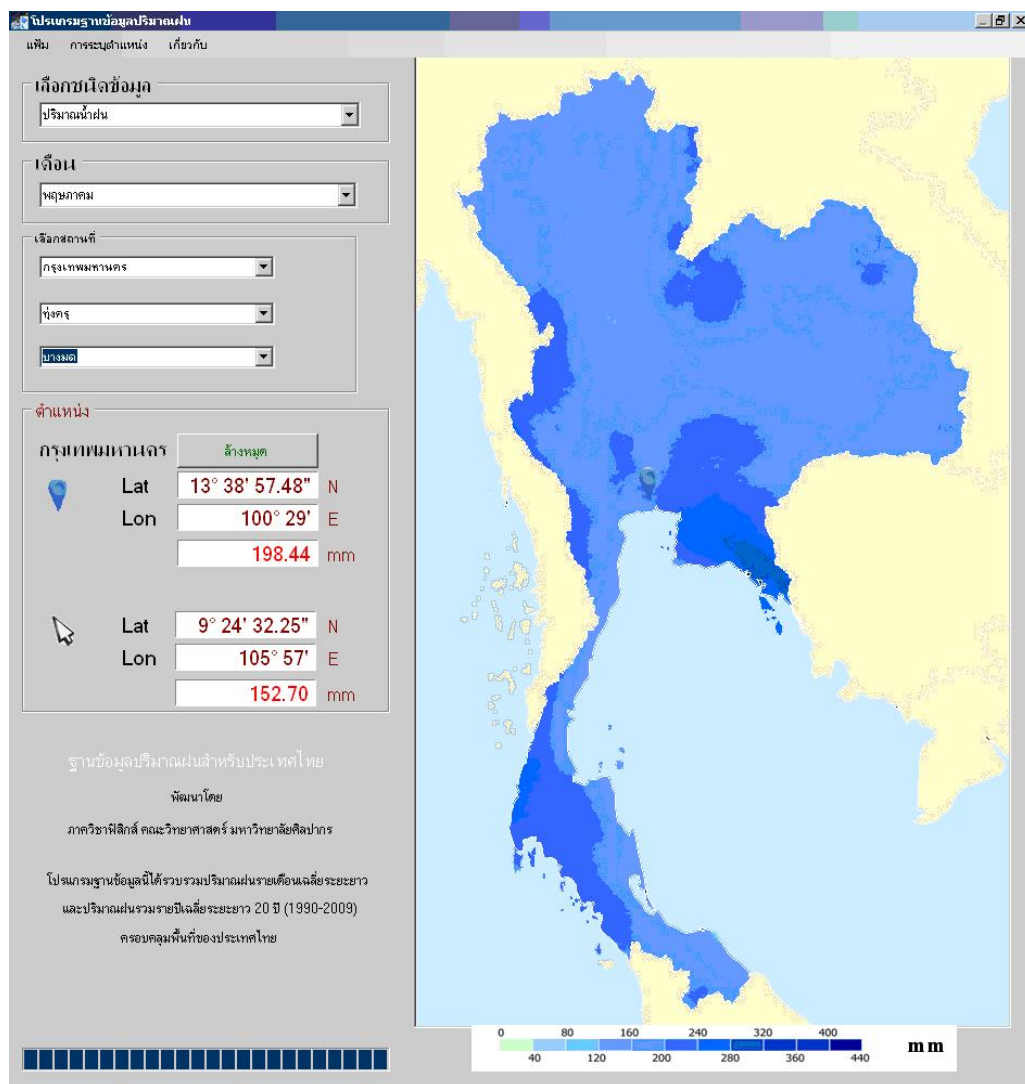 โปรแกรมฐานข้อมูลปริมาณฝน
แฟ้ม การระบุตำแหน่ง เกี่ยวกับ
เลือกชนิดข้อมูล
ปริมาณน้ำฝน
เดือน
พฤษภาคม
เลือกสถานที่
กรุงเทพมหานคร
ทุ่งครุ
บางมด
ตำแหน่ง
กรุงเทพมหานคร ล้างหมุด
Lat 13° 38' 57.48" N
Lon 100° 29' E
198.44 mm
Lat 9° 24' 32.25" N
Lon 105° 57' E
152.70 mm
ฐานข้อมูลปริมาณฝนสำหรับประเทศไทย
พัฒนาโดย
ภาควิชาฟิสิกส์ คณะวิทยาศาสตร์ มหาวิทยาลัยศิลปากร
โปรแกรมฐานข้อมูลนี้ได้รวบรวมปริมาณฝนรายเดือนเฉลี่ยระยะยาว
และปริมาณฝนรวมรายปีเฉลี่ยระยะยาว 20 ปี (1990-2009)
ครอบคลุมพื้นที่ของประเทศไทย
0 80 160 240 320 400
40 120 200 280 360 440
mm